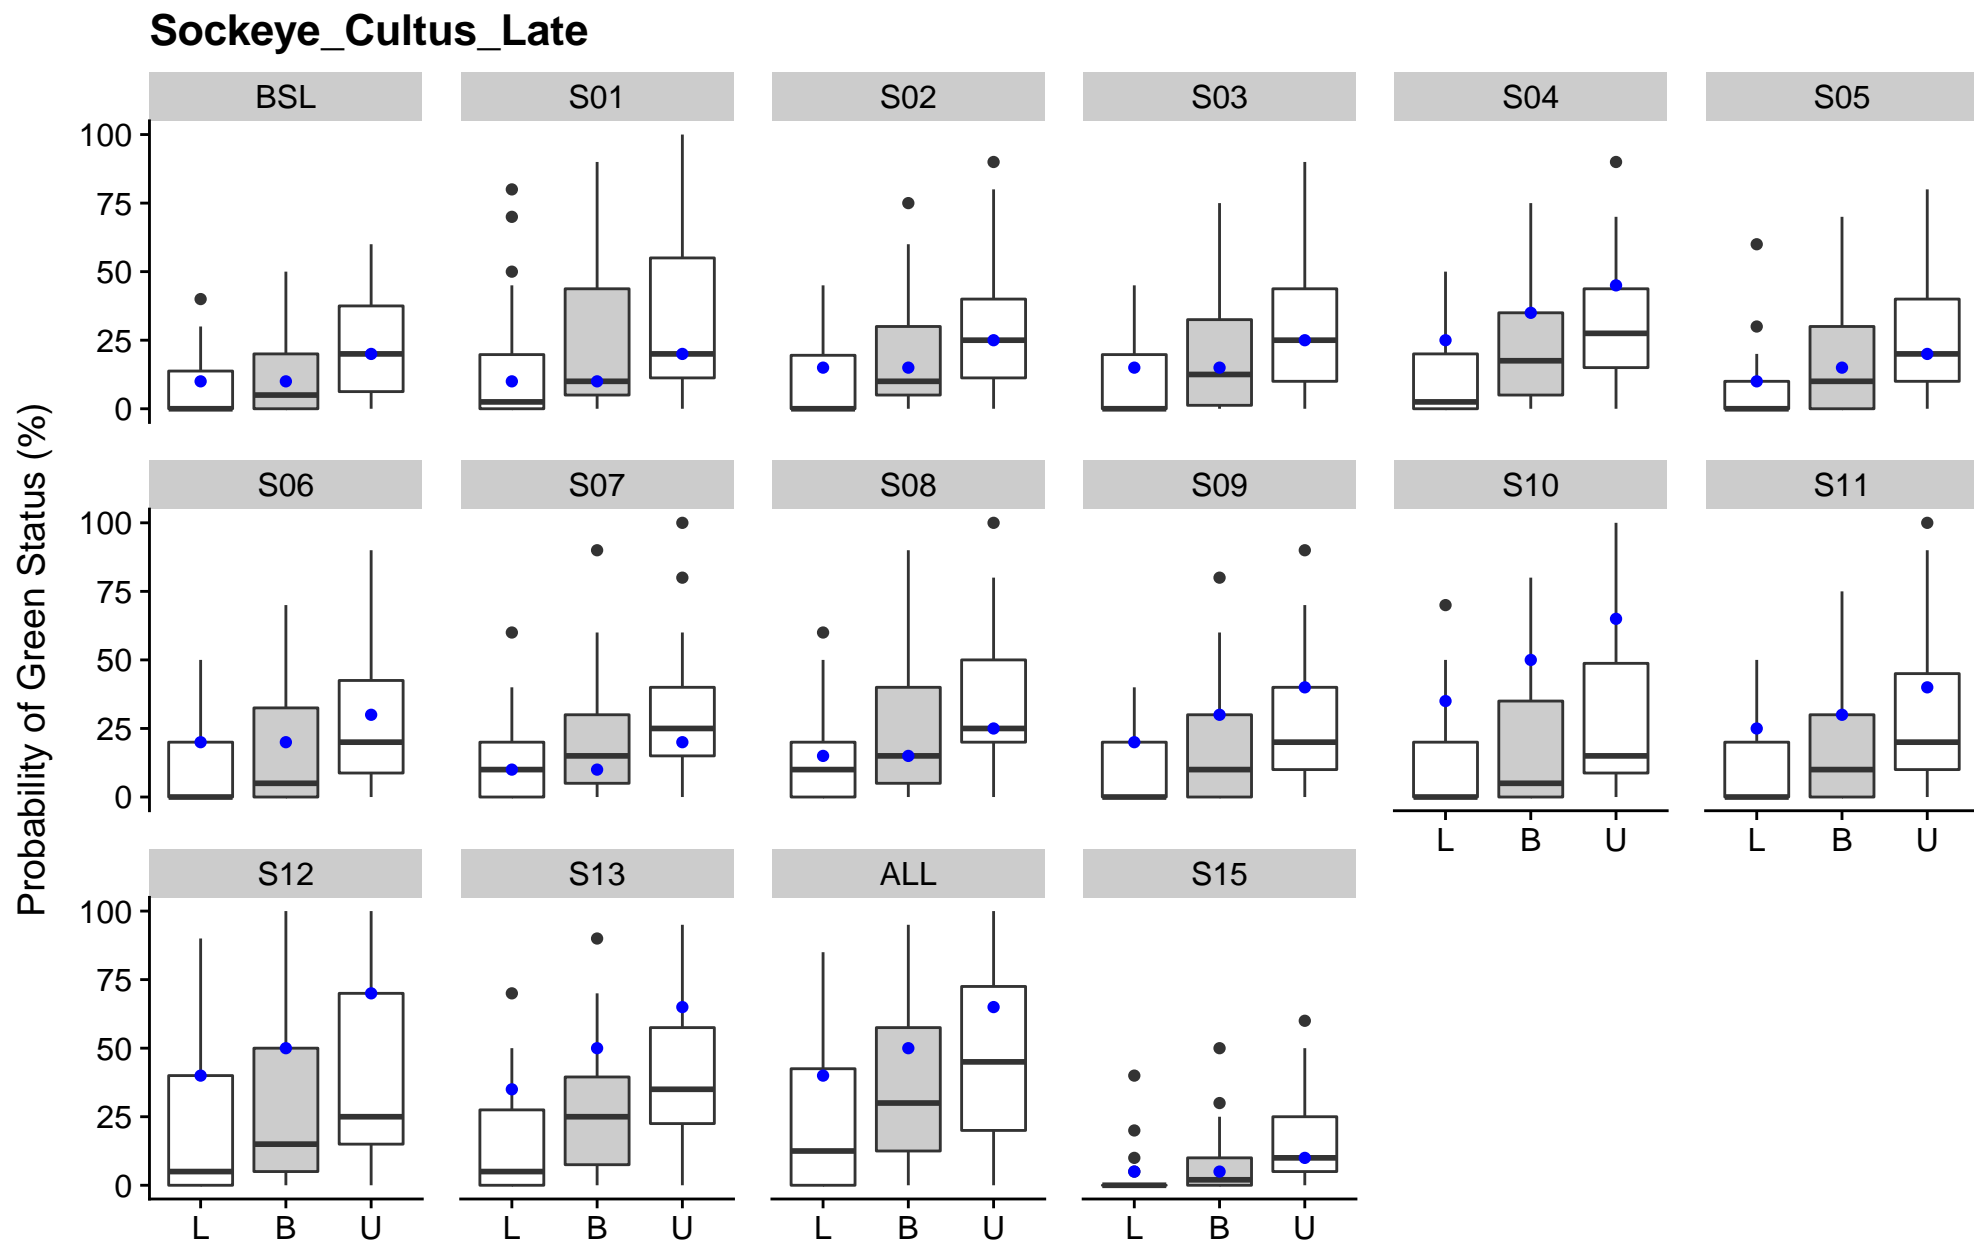 Sockeye_Cultus_Late
BSL S01 S02 S03 S04 S05
100
75
50
25
0
S06 S07 S08 S09 S10 S11
100
75
50
25
0
L B U L B U
S12 S13 ALL S15
100
75
50
25
0
L B U L B U L B U L B U
Probability of Green Status (%)